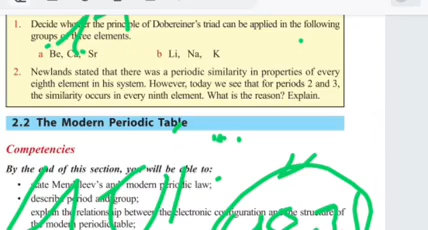 1. Decide whether the principle of Dobereiner's triad can be applied in the following
groups of three elements.
a Be, Ca, Sr b Li, Na, K
2. Newlands stated that there was a periodic similarity in properties of every
eighth element in his system. However, today we see that for periods 2 and 3,
the similarity occurs in every ninth element. What is the reason? Explain.
2.2 The Modern Periodic Table
Competencies
By the end of this section, you will be able to:
• state Mendeleev's and modern periodic law;
• describe period and group;
explain the relationship between the electronic configuration and the structure of
the modern periodic table;